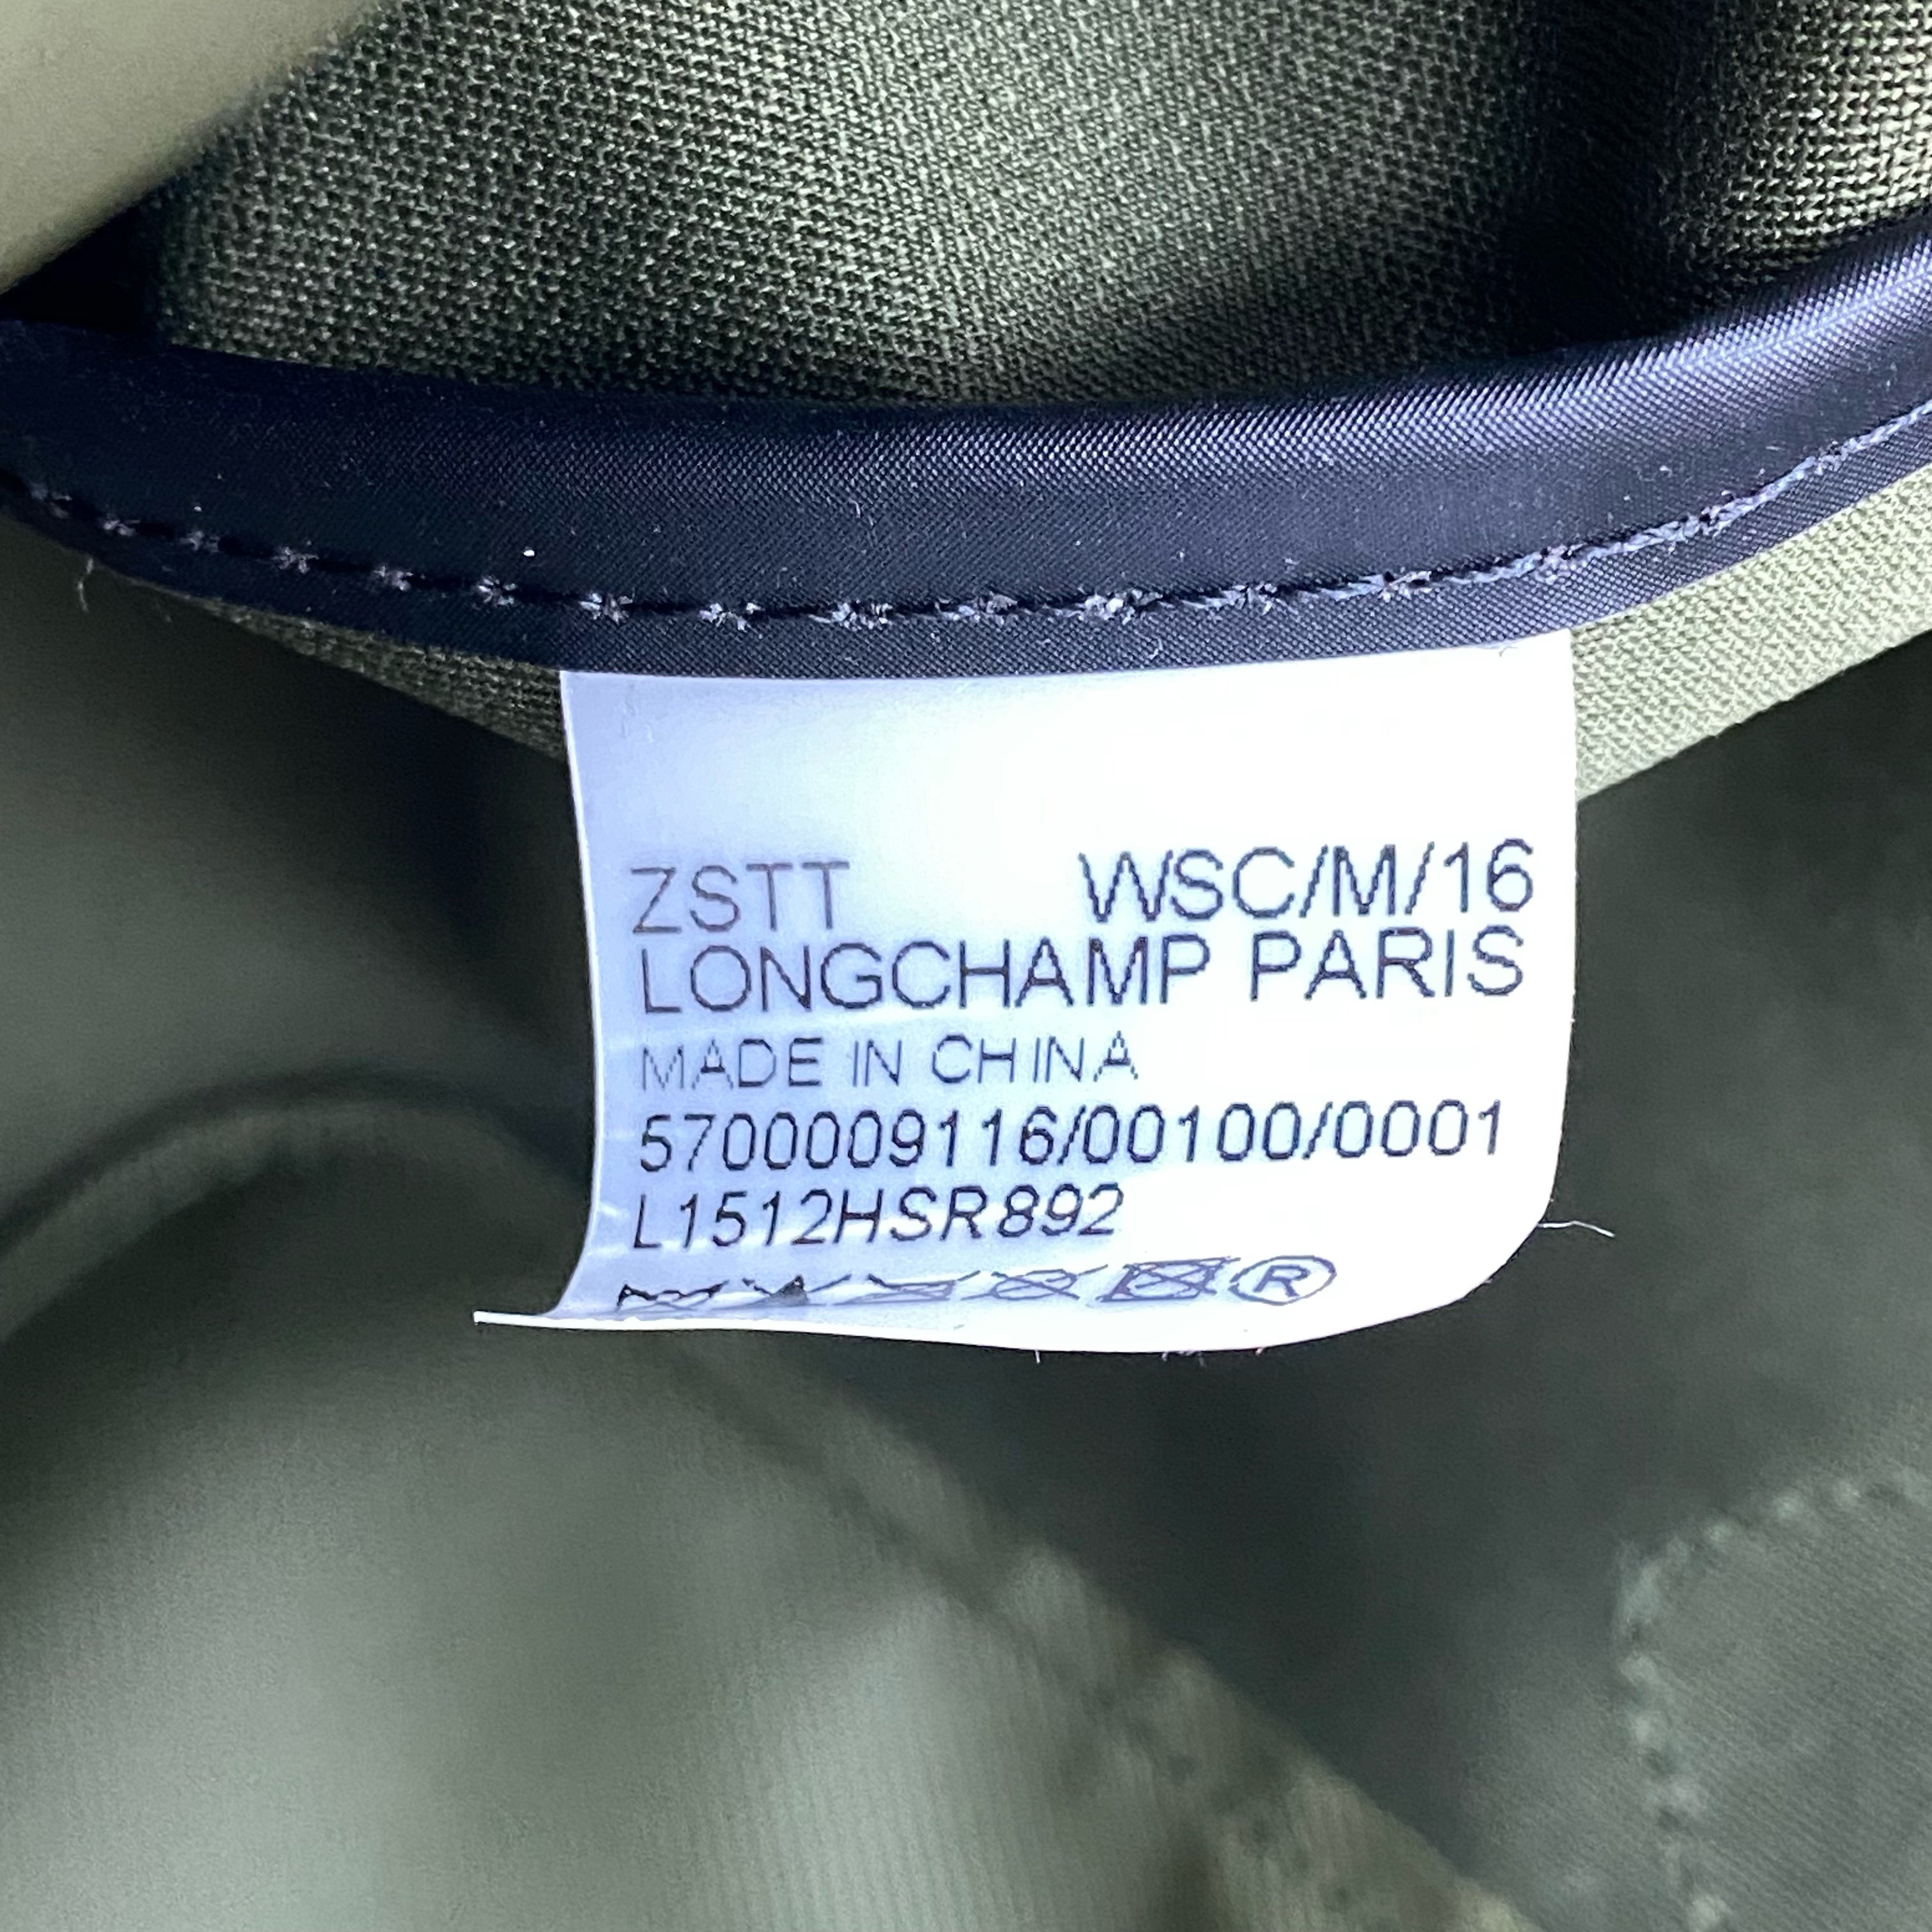 ZSTT WSC/M/16
LONGCHAMP PARIS
MADE IN CHINA
5700009116/00100/0001
L1512HSR892
®